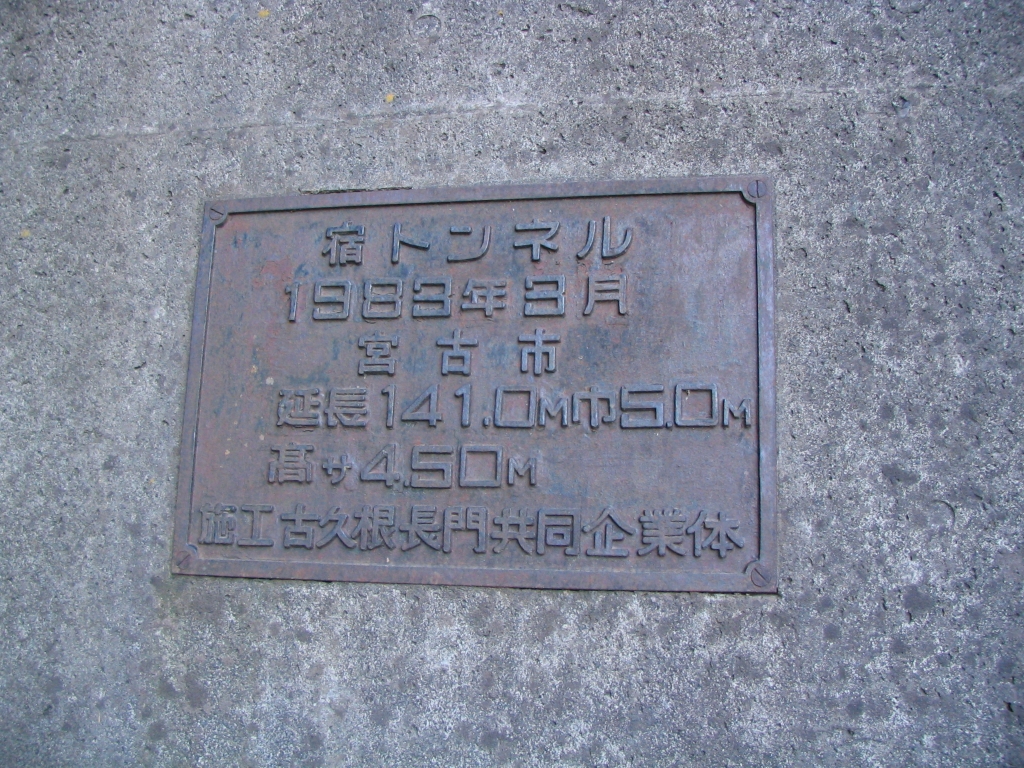 宿トンネル
1983年3月
宮古市
延長141.0M巾5.0M
高サ4.50M
施工古久根長門共同企業体